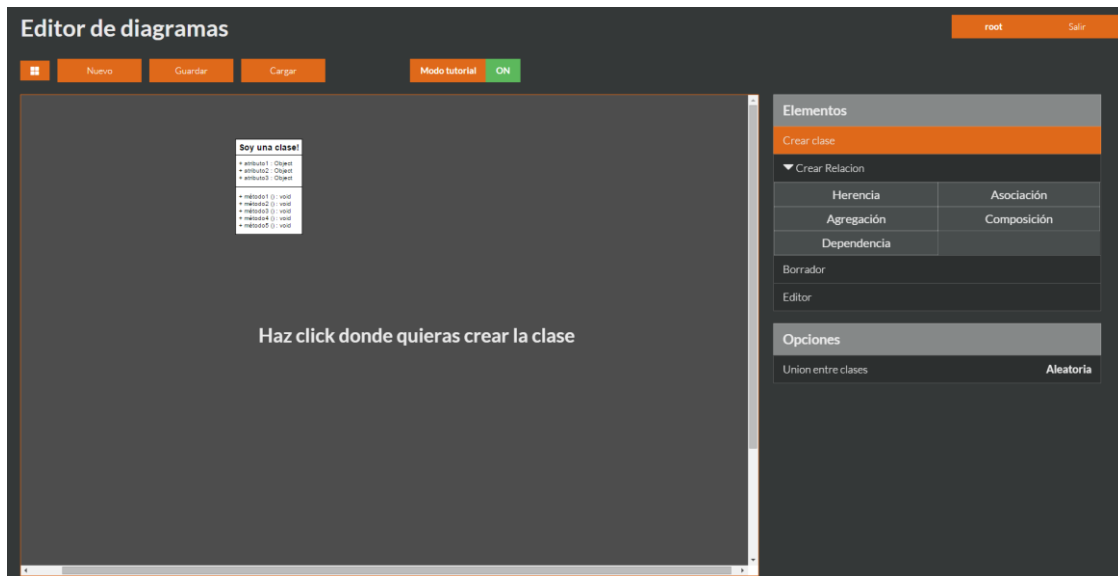 Editor de diagramas
root Salir
Nuevo Guardar Cargar Modo tutorial ON
Soy una clase!
+ atributo1 : Object
+ atributo2 : Object
+ atributo3 : Object
+ método1 () : void
+ método2 () : void
+ método3 () : void
+ método4 () : void
+ método5 () : void
Haz click donde quieras crear la clase
Elementos
Crear clase
Crear Relacion
Herencia Asociación
Agregación Composición
Dependencia
Borrador
Editor
Opciones
Union entre clases Aleatoria